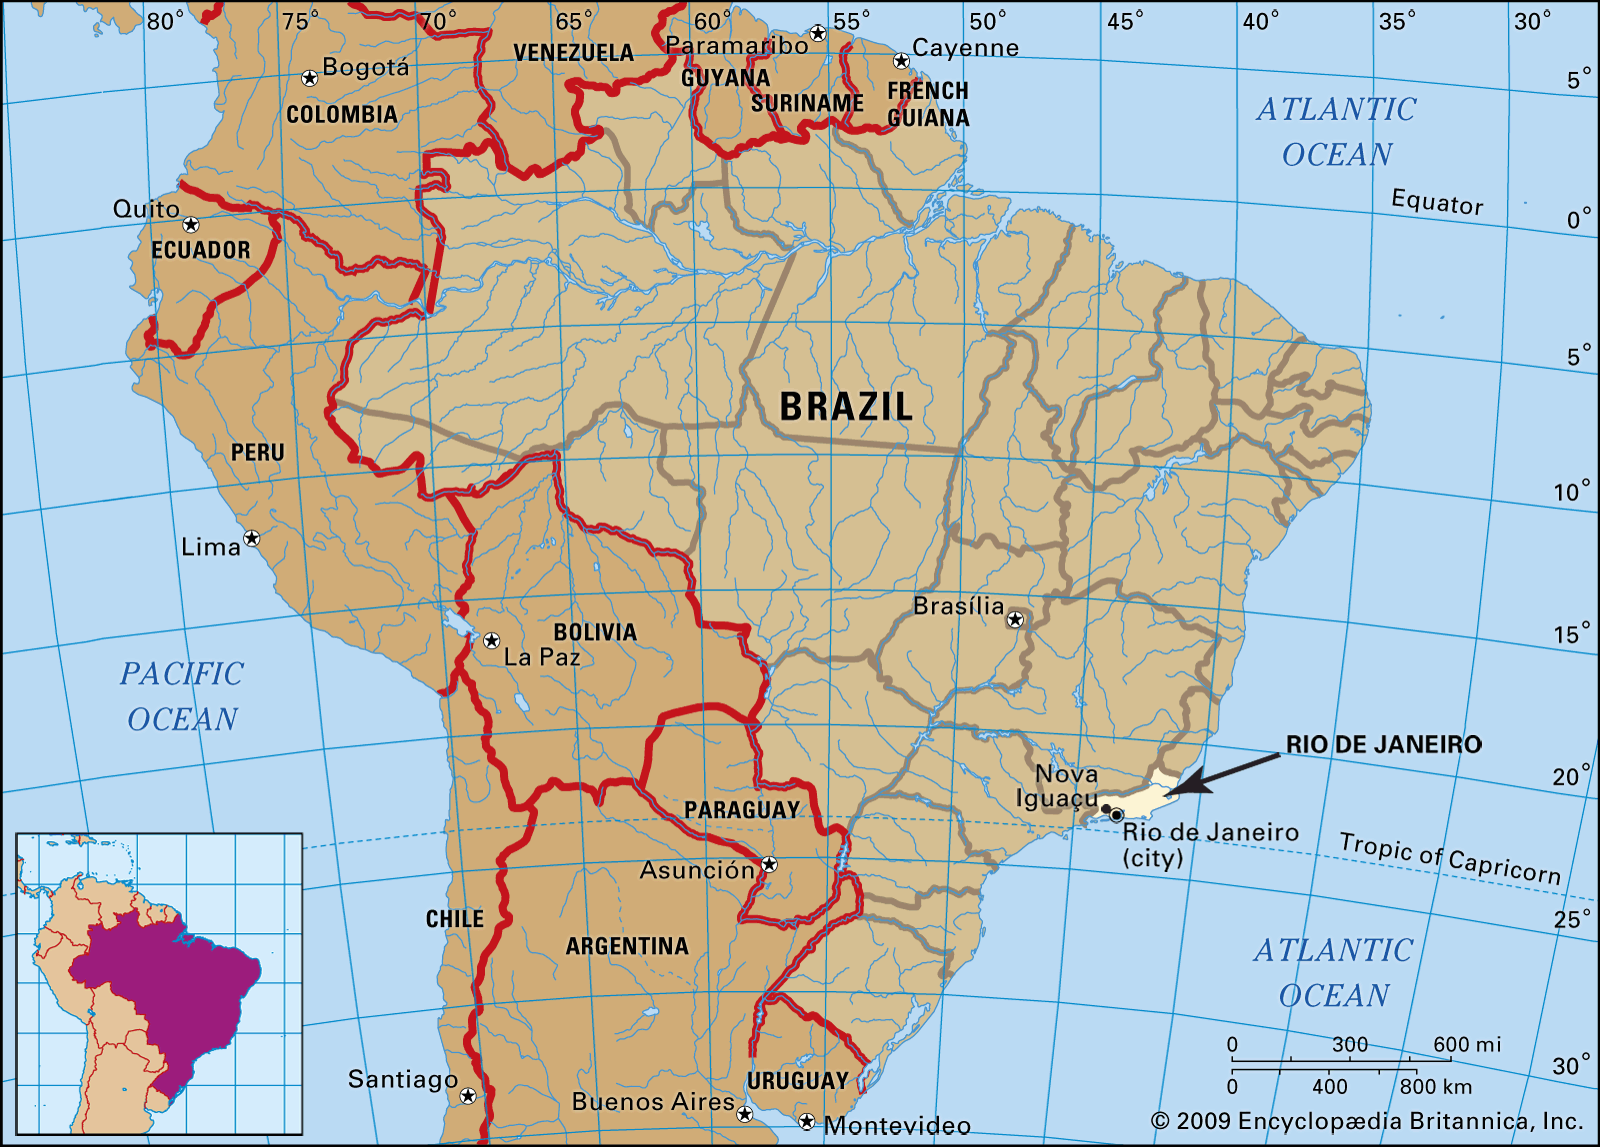 80°
75°
70°
65°
60°
55°
50°
45°
40°
35°
30°
VENEZUELA
Paramaribo
Cayenne
Bogotá
GUYANA
5°
COLOMBIA
SURINAME
FRENCH
GUIANA
ATLANTIC
OCEAN
Quito
Equator
0°
ECUADOR
5°
BRAZIL
PERU
10°
Lima
Brasília
BOLIVIA
15°
La Paz
PACIFIC
OCEAN
RIO DE JANEIRO
Nova
Iguaçu
20°
PARAGUAY
Rio de Janeiro
(city)
Tropic of Capricorn
Asunción
CHILE
25°
ARGENTINA
ATLANTIC
OCEAN
0 300 600 mi
0 400 800 km
30°
Santiago
URUGUAY
Buenos Aires
Montevideo
© 2009 Encyclopædia Britannica, Inc.